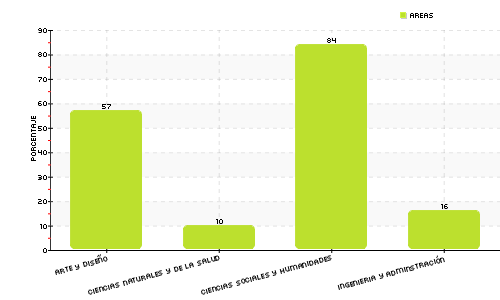 AREAS
PORCENTAJE
90
80
70
60
50
40
30
20
10
0
57
10
84
16
ARTE Y DISEÑO
CIENCIAS NATURALES Y DE LA SALUD
CIENCIAS SOCIALES Y HUMANIDADES
INGENIERIA Y ADMINSTRACIÓN